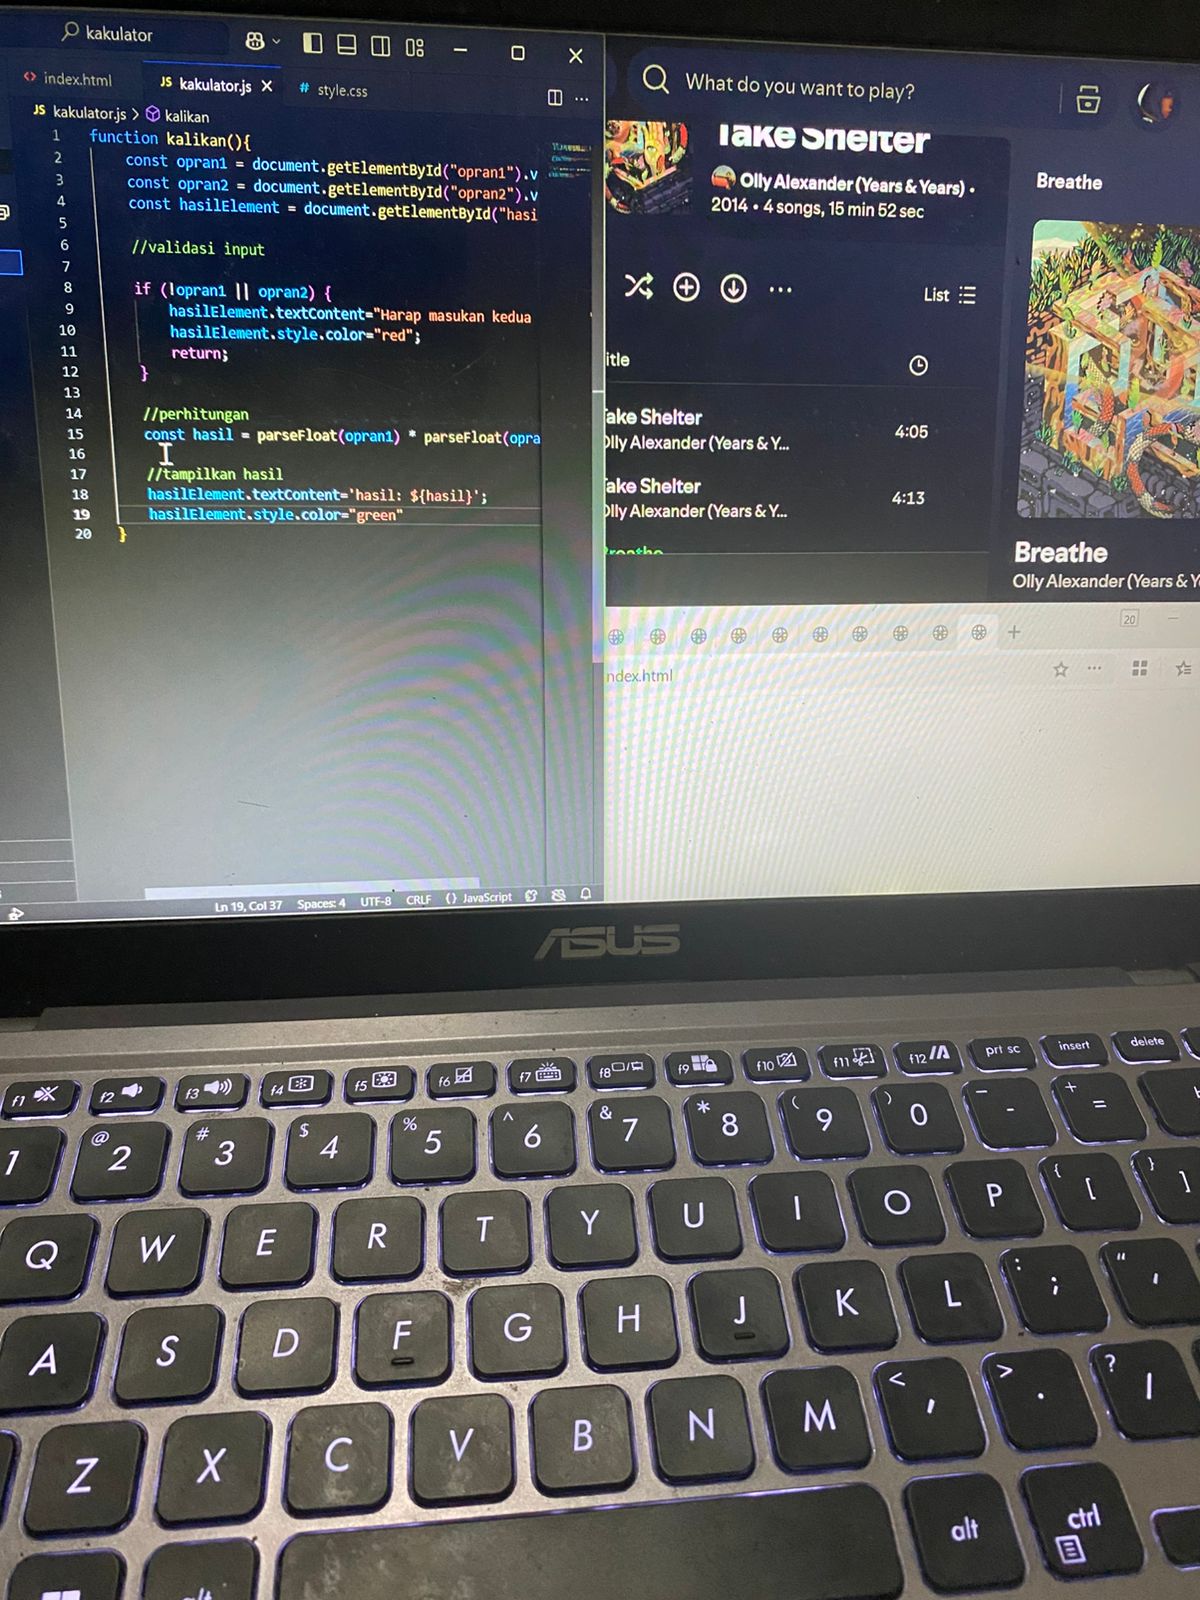 kakulator
index.html
JS kakulator.js
# style.css
JS kakulator.js > kalikan
1 function kalikan(){
2 const opran1 = document.getElementById("opran1").v
3 const opran2 = document.getElementById("opran2").v
4 const hasilElement = document.getElementById("hasi
5
6 //validasi input
7
8 if (!opran1 || opran2) {
9 hasilElement.textContent="Harap masukan kedua
10 hasilElement.style.color="red";
11 return;
12 }
13
14 //perhitungan
15 const hasil = parseFloat(opran1) * parseFloat(opra
16
17 //tampilkan hasil
18 hasilElement.textContent='hasil: ${hasil}';
19 hasilElement.style.color="green"
20 }
Ln 19, Col 37 Spaces: 4 UTF-8 CRLF {} JavaScript
What do you want to play?
Take Shelter
Olly Alexander (Years & Years) •
2014 • 4 songs, 15 min 52 sec
List
itle
ake Shelter
Olly Alexander (Years & Y...
4:05
ake Shelter
Olly Alexander (Years & Y...
4:13
Breathe
Breathe
Breathe
Olly Alexander (Years & Y
20
ndex.html
ASUS
f1 f2 f3 f4 f5 f6 f7 f8 f9 f10 f11 f12 prt sc insert delete
1 @ 2 # 3 $ 4 % 5 ^ 6 & 7 * 8 ( 9 ) 0 _ - + =
Q W E R T Y U I O P { [ } ]
A S D F G H J K L : ; " '
Z X C V B N M < , > . ? /
alt alt ctrl